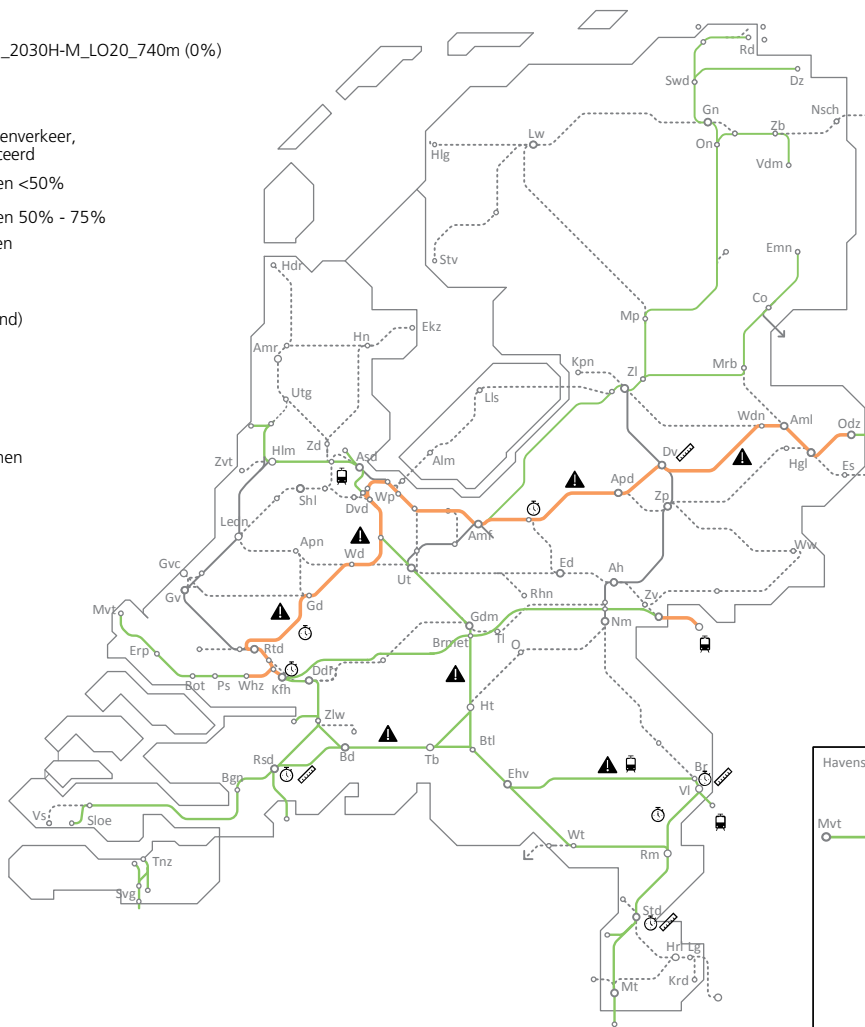 _2030H-M_LO20_740m (0%)
enverkeer,
teerd
en <50%
en 50% - 75%
en
nd)
nen
Rd
Swd
Dz
Gn
Nsch
Zb
On
Vdm
Lw
Hlg
Stv
Emn
Co
Hdr
Ekz
Hn
Amr
Mp
Mrb
Kpn
Zl
Utg
Lls
Wdn
Aml
Odz
Zd
Asd
Hlm
Zvt
Alm
Dv
Hgl
Es
Shl
Wp
Apd
Zp
Dvd
Ledn
Amf
Apn
Wd
Ww
Gvc
Ut
Ed
Ah
Gv
Gd
Rhn
Zv
Mvt
Gdm
Nm
Rtd
Brmet
Tl
O
Erp
Bot
Ps
Whz
Kfh
Ddr
Zlw
Ht
Rsd
Bd
Tb
Btl
Bgn
Ehv
Br
Vl
Havens
Vs
Sloe
Mvt
Wt
Rm
Tnz
Svg
Std
Hrl
Lg
Krd
Mt